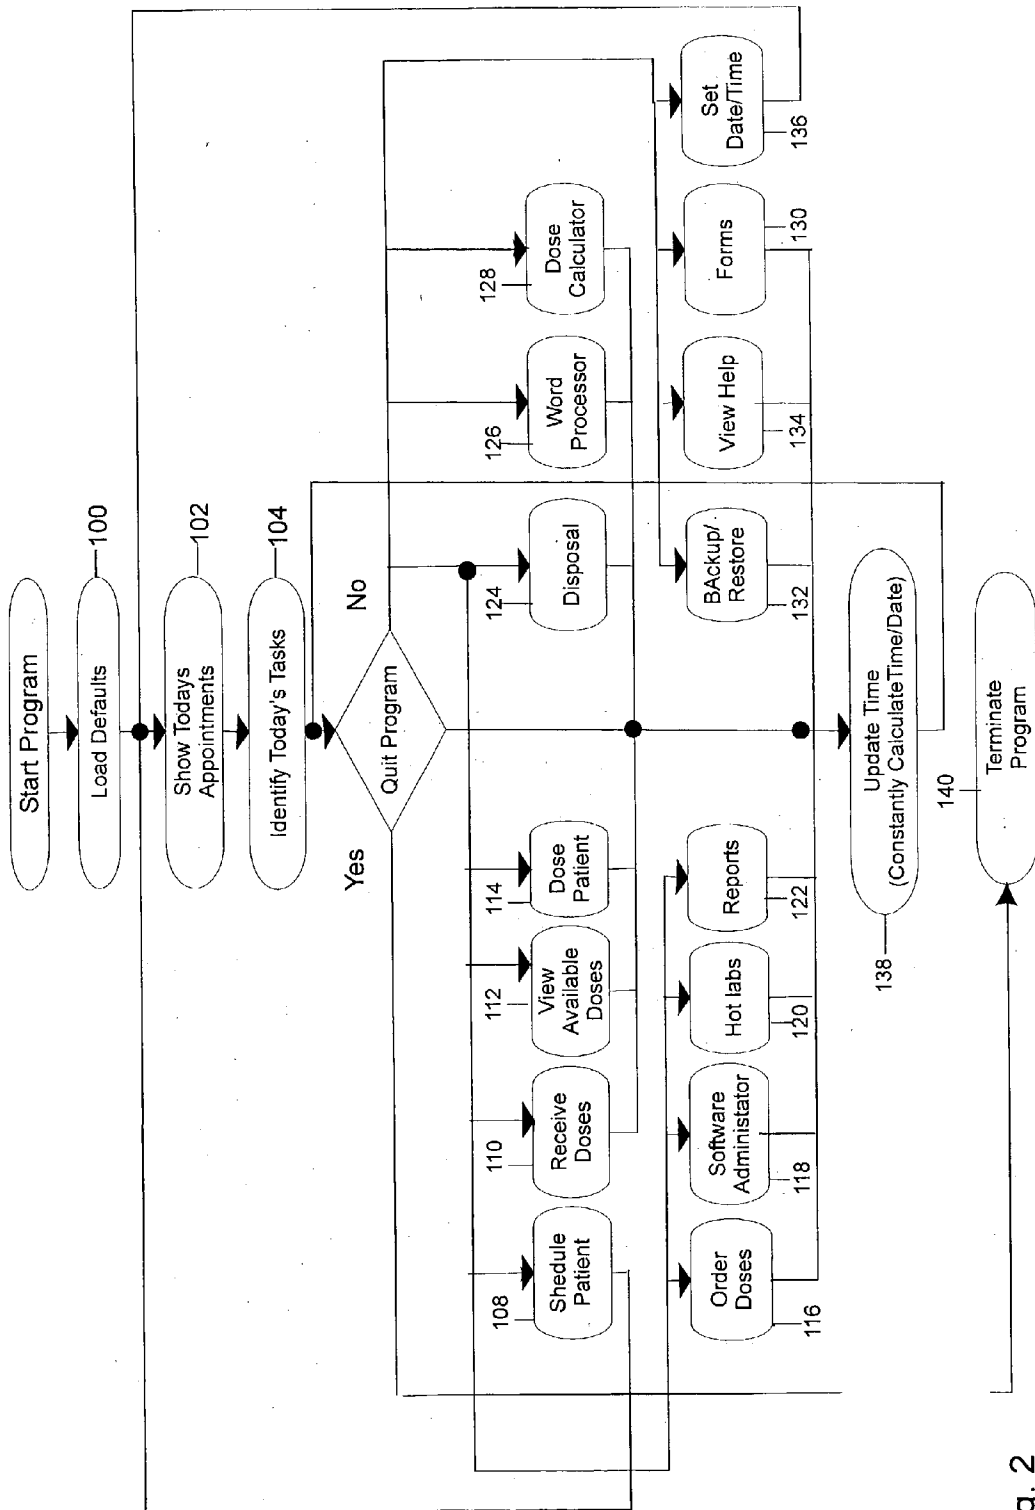 Start Program
Load Defaults
100
Show Todays
Appointments
102
Identify Today's Tasks
104
Quit Program
Yes
No
108
Shedule
Patient
110
Receive
Doses
112
View
Available
Doses
114
Dose
Patient
124
Disposal
126
Word
Processor
128
Dose
Calculator
Order
Doses
116
Software
Administator
118
Hot labs
120
Reports
122
BAckup/
Restore
132
View Help
134
Forms
130
Set
Date/Time
136
Update Time
(Constantly CalculateTime/Date)
138
140
Terminate
Program
g. 2